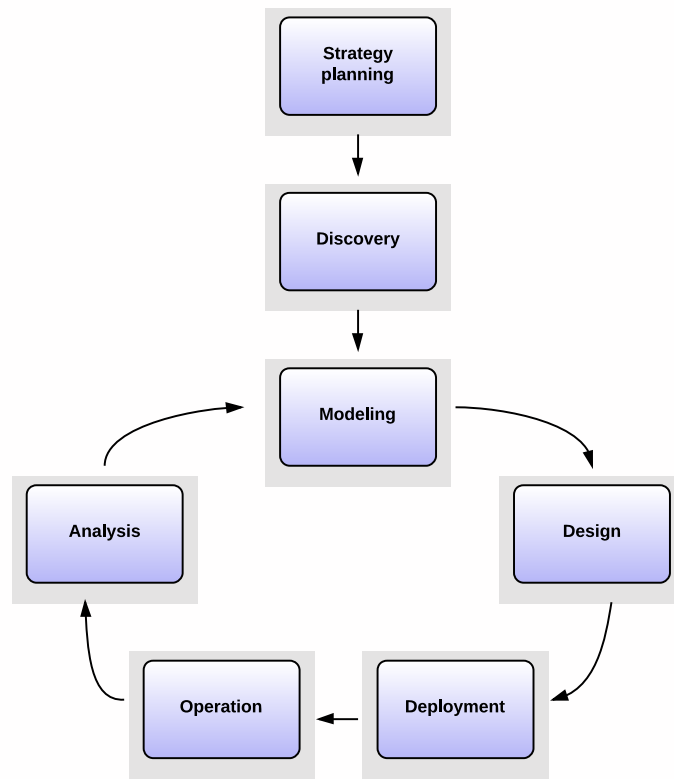 Strategy
planning
Discovery
Modeling
Analysis
Design
Operation
Deployment